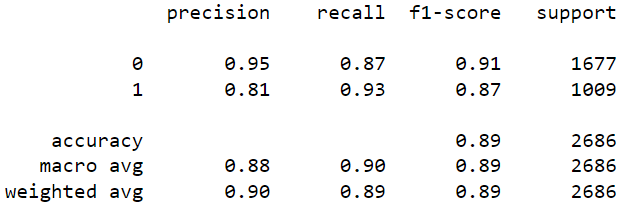 precision recall f1-score support
0 0.95 0.87 0.91 1677
1 0.81 0.93 0.87 1009
accuracy 0.89 2686
macro avg 0.88 0.90 0.89 2686
weighted avg 0.90 0.89 0.89 2686